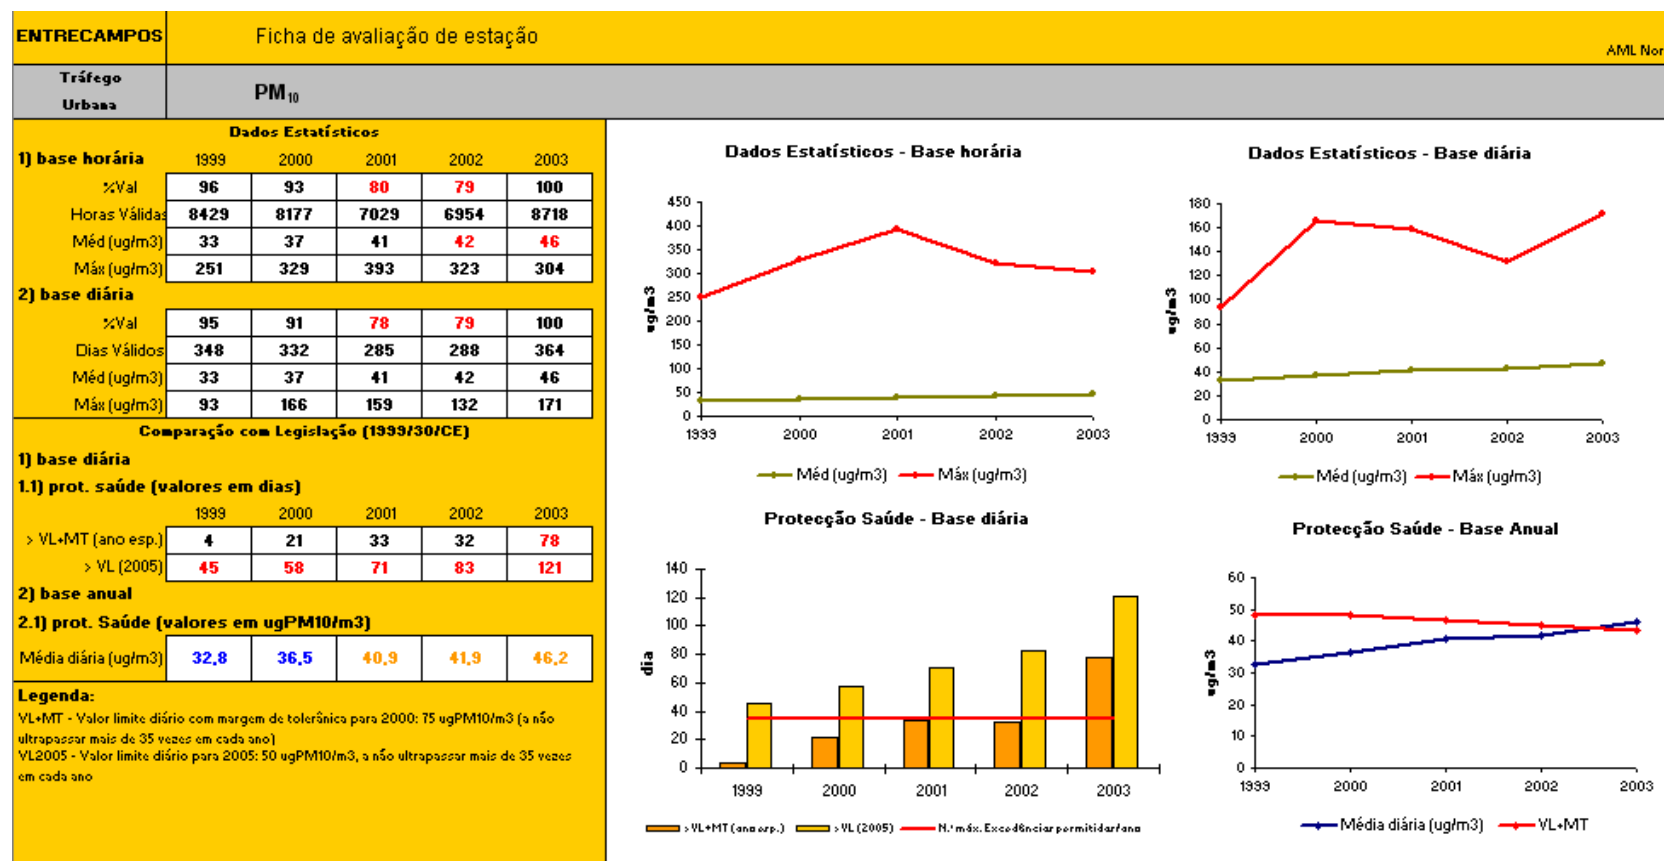 ENTRECAMPOS
Ficha de avaliação de estação
AML Nor
Tráfego
Urbana
PM10
Dados Estatísticos
1) base horária 1999 2000 2001 2002 2003
%Val 96 93 80 79 100
Horas Válidas 8429 8177 7029 6954 8718
Méd (ug/m3) 33 37 41 42 46
Máx (ug/m3) 251 329 393 323 304
2) base diária
%Val 95 91 78 79 100
Dias Válidos 348 332 285 288 364
Méd (ug/m3) 33 37 41 42 46
Máx (ug/m3) 93 166 159 132 171
Comparação com Legislação (1999/30/CE)
1) base diária
1.1) prot. saúde (valores em dias)
1999 2000 2001 2002 2003
> VL+MT (ano esp.) 4 21 33 32 78
> VL (2005) 45 58 71 83 121
2) base anual
2.1) prot. Saúde (valores em ugPM10/m3)
Média diária (ug/m3) 32,8 36,5 40,9 41,9 46,2
Legenda:
VL+MT - Valor limite diário com margem de tolerânica para 2000: 75 ugPM10/m3 (a não
ultrapassar mais de 35 vezes em cada ano)
VL2005 - Valor limite diário para 2005: 50 ugPM10/m3, a não ultrapassar mais de 35 vezes
em cada ano
Dados Estatísticos - Base horária
450
400
350
300
250
200
150
100
50
0
ug/m3
1999 2000 2001 2002 2003
Méd (ug/m3) Máx (ug/m3)
Dados Estatísticos - Base diária
180
160
140
120
100
80
60
40
20
0
ug/m3
1999 2000 2001 2002 2003
Méd (ug/m3) Máx (ug/m3)
Protecção Saúde - Base diária
140
120
100
80
60
40
20
0
dia
1999 2000 2001 2002 2003
>VL+MT (ano esp.) >VL (2005) N.º máx. Excedências permitidas/ano
Protecção Saúde - Base Anual
60
50
40
30
20
10
0
ug/m3
1999 2000 2001 2002 2003
Média diária (ug/m3) VL+MT